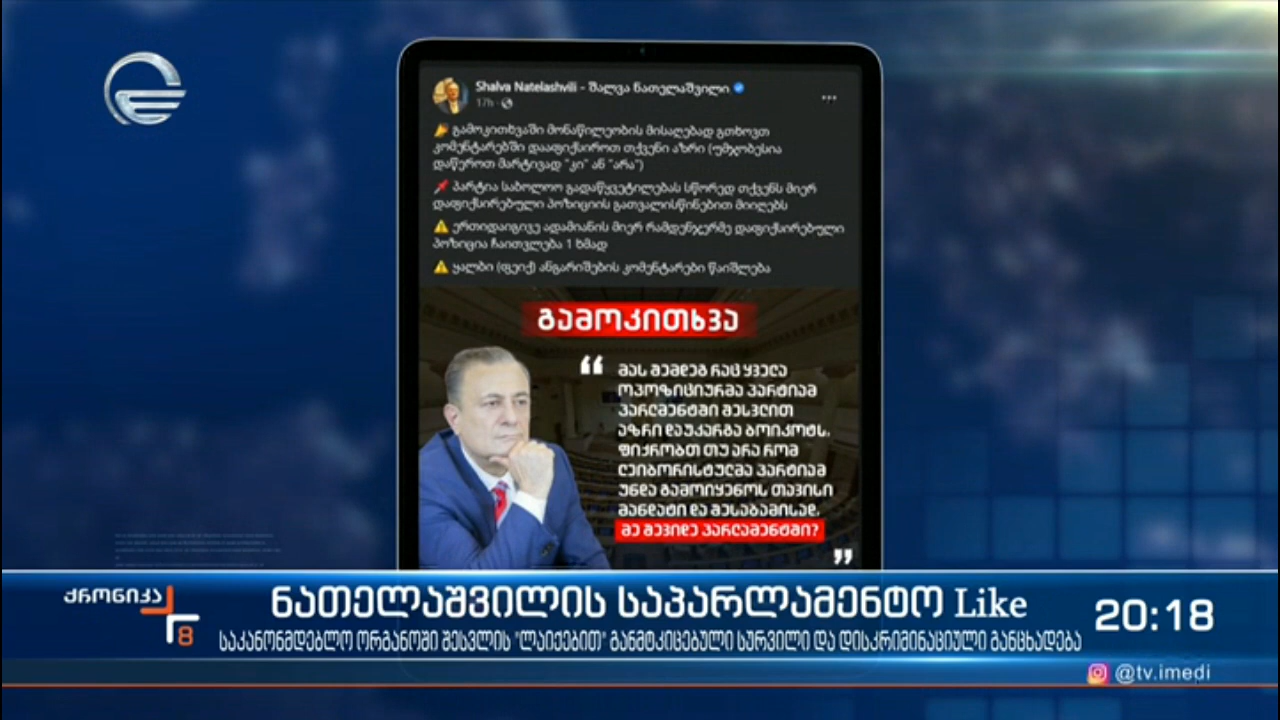 Shalva Natelashvili - შალვა ნათელაშვილი
17h
გამოკითხვაში მონაწილეობის მისაღებად გთხოვთ
კომენტარებში დააფიქსიროთ თქვენი აზრი (უმჯობესია
დაწეროთ მარტივად "კი" ან "არა")
პარტია საბოლოო გადაწყვეტილებას სწორედ თქვენს მიერ
დაფიქსირებული პოზიციის გათვალისწინებით მიიღებს
ერთიდაიგივე ადამიანის მიერ რამდენჯერმე დაფიქსირებული
პოზიცია ჩაითვლება 1 ხმად
ყალბი (ფეიქ) ანგარიშების კომენტარები წაიშლება
გამოკითხვა
“
მას შემდეგ რაც ყველა
ოპოზიციურმა პარტიამ
პარლმენტში შესვლით
აზრი დაუკარგა ბოიკოტს,
ფიქრობთ თუ არა რომ
ლეიბორისტულმა პარტიამ
უნდა გამოიყენოს თავისი
მანდატი და შესაბამისად,
მე შევიდე პარლამენტში?
”
ქრონიკა
8
ნათელაშვილის საპარლამენტო Like
20:18
საკანონმდებლო ორგანოში შესვლის "ლაიქებით" განმტკიცებული სურვილი და დისკრიმინაციული განცხადება
@tv.imedi